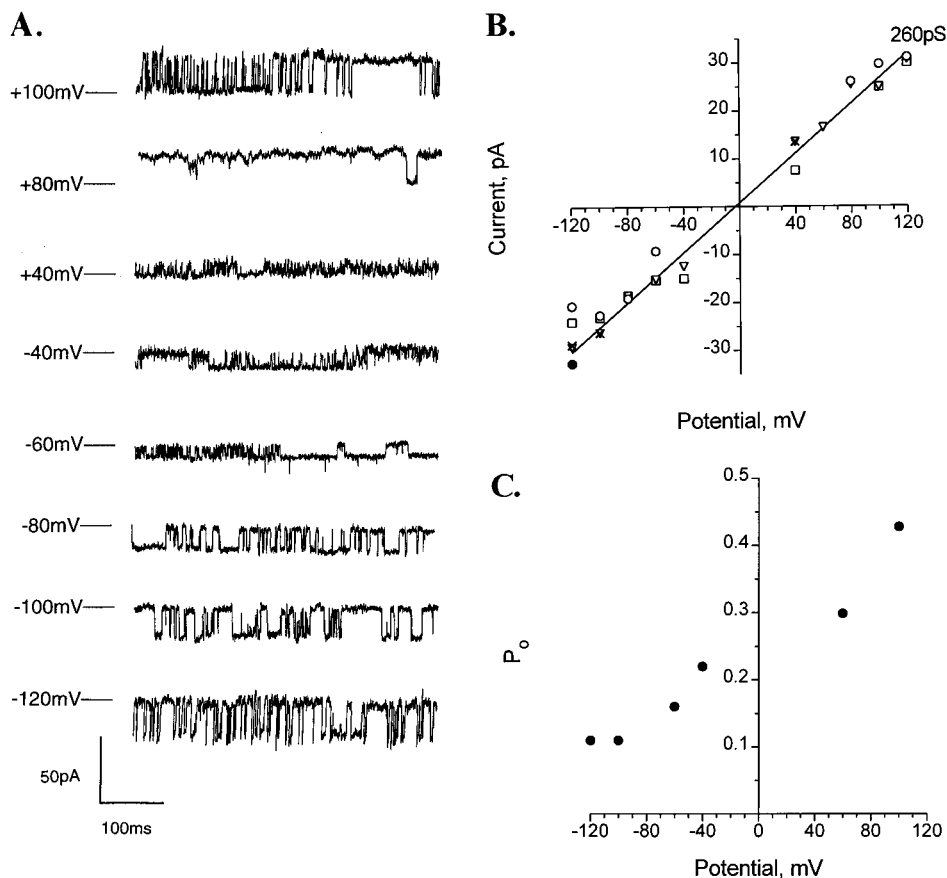 A.
+100mV
+80mV
+40mV
-40mV
-60mV
-80mV
-100mV
-120mV
50pA
100ms
B.
260pS
30
20
10
-120 -80 -40 0 40 80 120
-10
-20
-30
Current, pA
Potential, mV
C.
0.5
0.4
0.3
0.2
0.1
-120 -80 -40 0 40 80 120
Po
Potential, mV